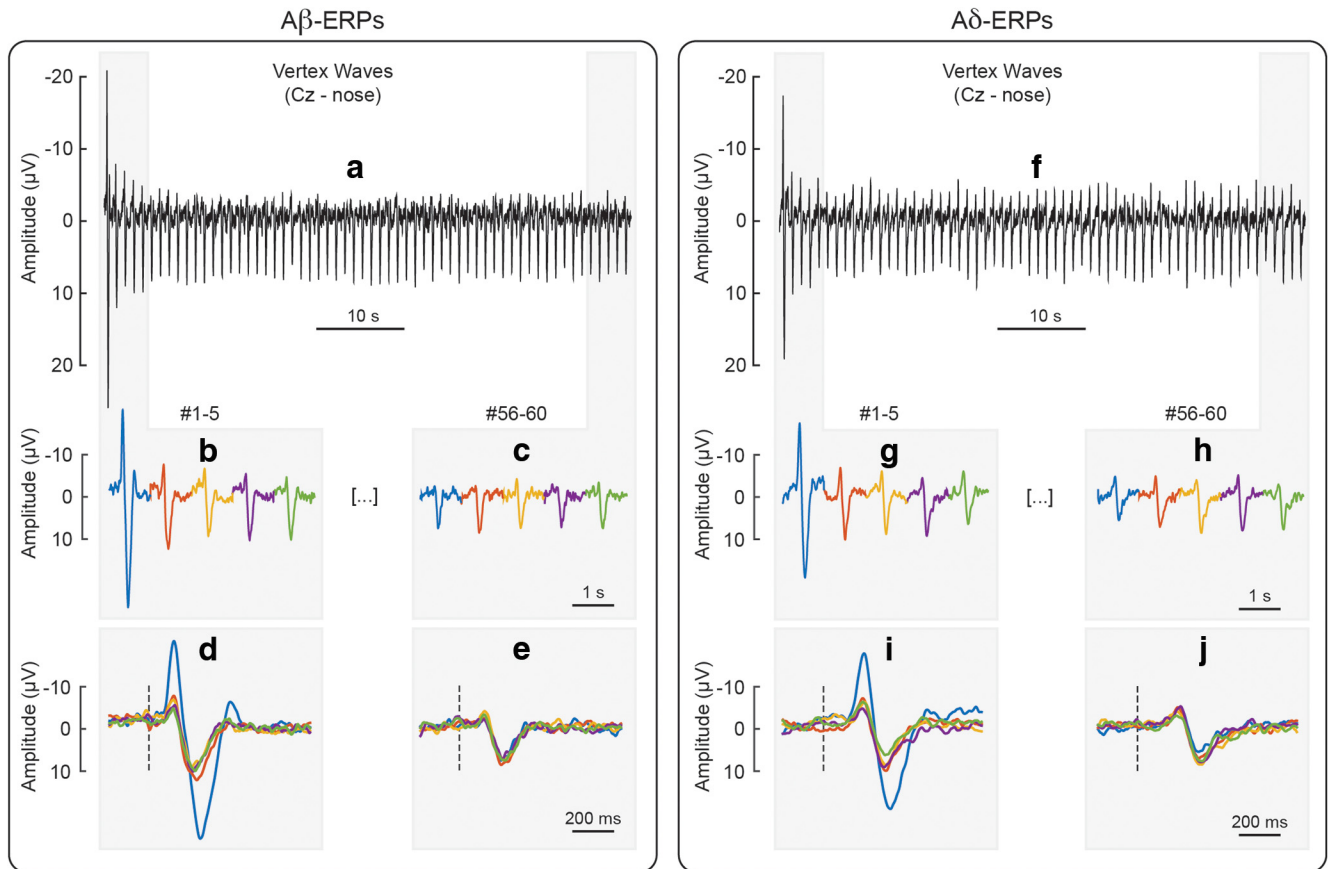 Aβ-ERPs
Vertex Waves
(Cz - nose)
a
Amplitude (µV)
-20
-10
0
10
20
10 s
#1-5
#56-60
b
c
Amplitude (µV)
-10
0
10
[...]
1 s
d
e
Amplitude (µV)
-10
0
10
200 ms
Aδ-ERPs
Vertex Waves
(Cz - nose)
f
Amplitude (µV)
-20
-10
0
10
20
10 s
#1-5
#56-60
g
h
Amplitude (µV)
-10
0
10
[...]
1 s
i
j
Amplitude (µV)
-10
0
10
200 ms